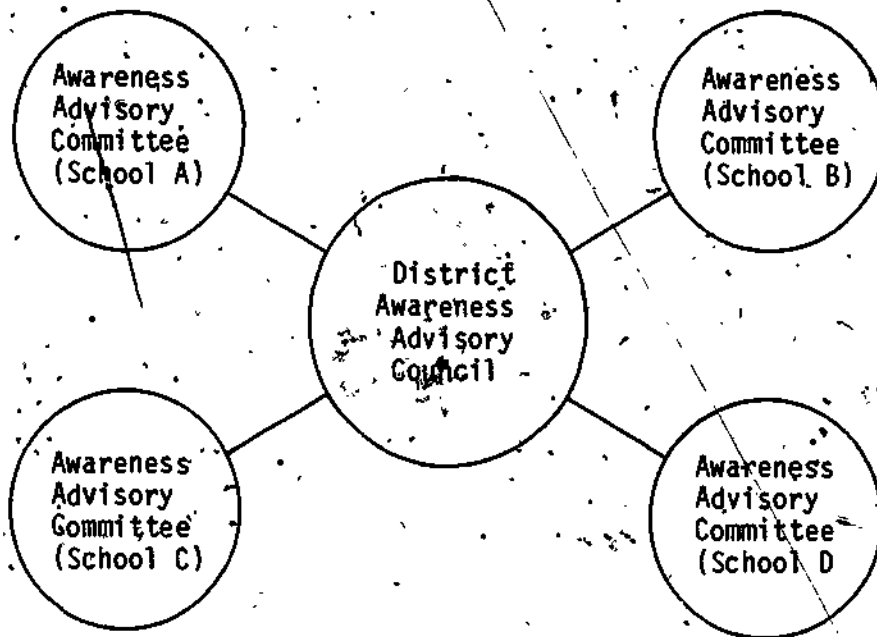 Awareness
Advisory
Committee
(School A)
Awareness
Advisory
Committee
(School B)
District
Awareness
Advisory
Council
Awareness
Advisory
Gommittee
(School C)
Awareness
Advisory
Committee
(School D